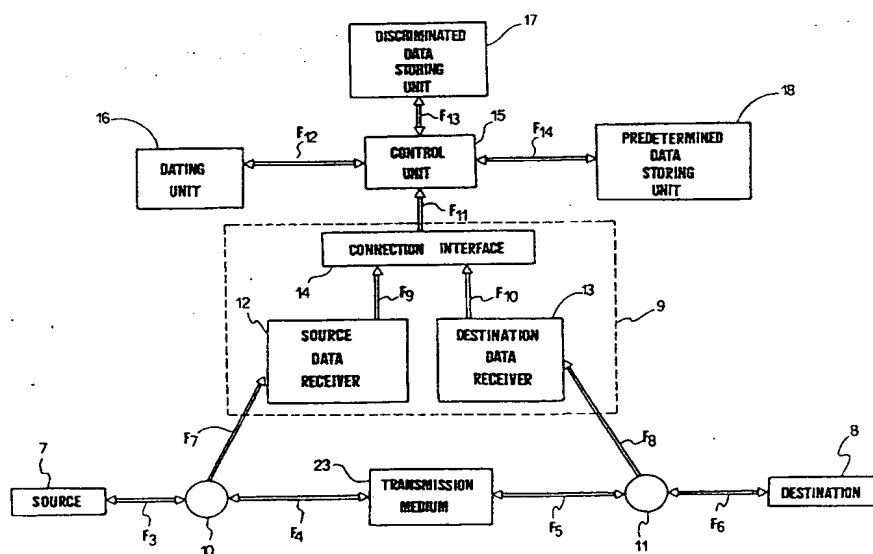 17
DISCRIMINATED
DATA
STORING
UNIT
16
F12
F13
15
F14
18
DATING
UNIT
CONTROL
UNIT
PREDETERMINED
DATA
STORING
UNIT
F11
CONNECTION INTERFACE
14
F9
F10
12
13
9
SOURCE
DATA
RECEIVER
DESTINATION
DATA
RECEIVER
F7
F8
7
23
8
SOURCE
TRANSMISSION
MEDIUM
DESTINATION
F3
10
F4
F5
11
F6